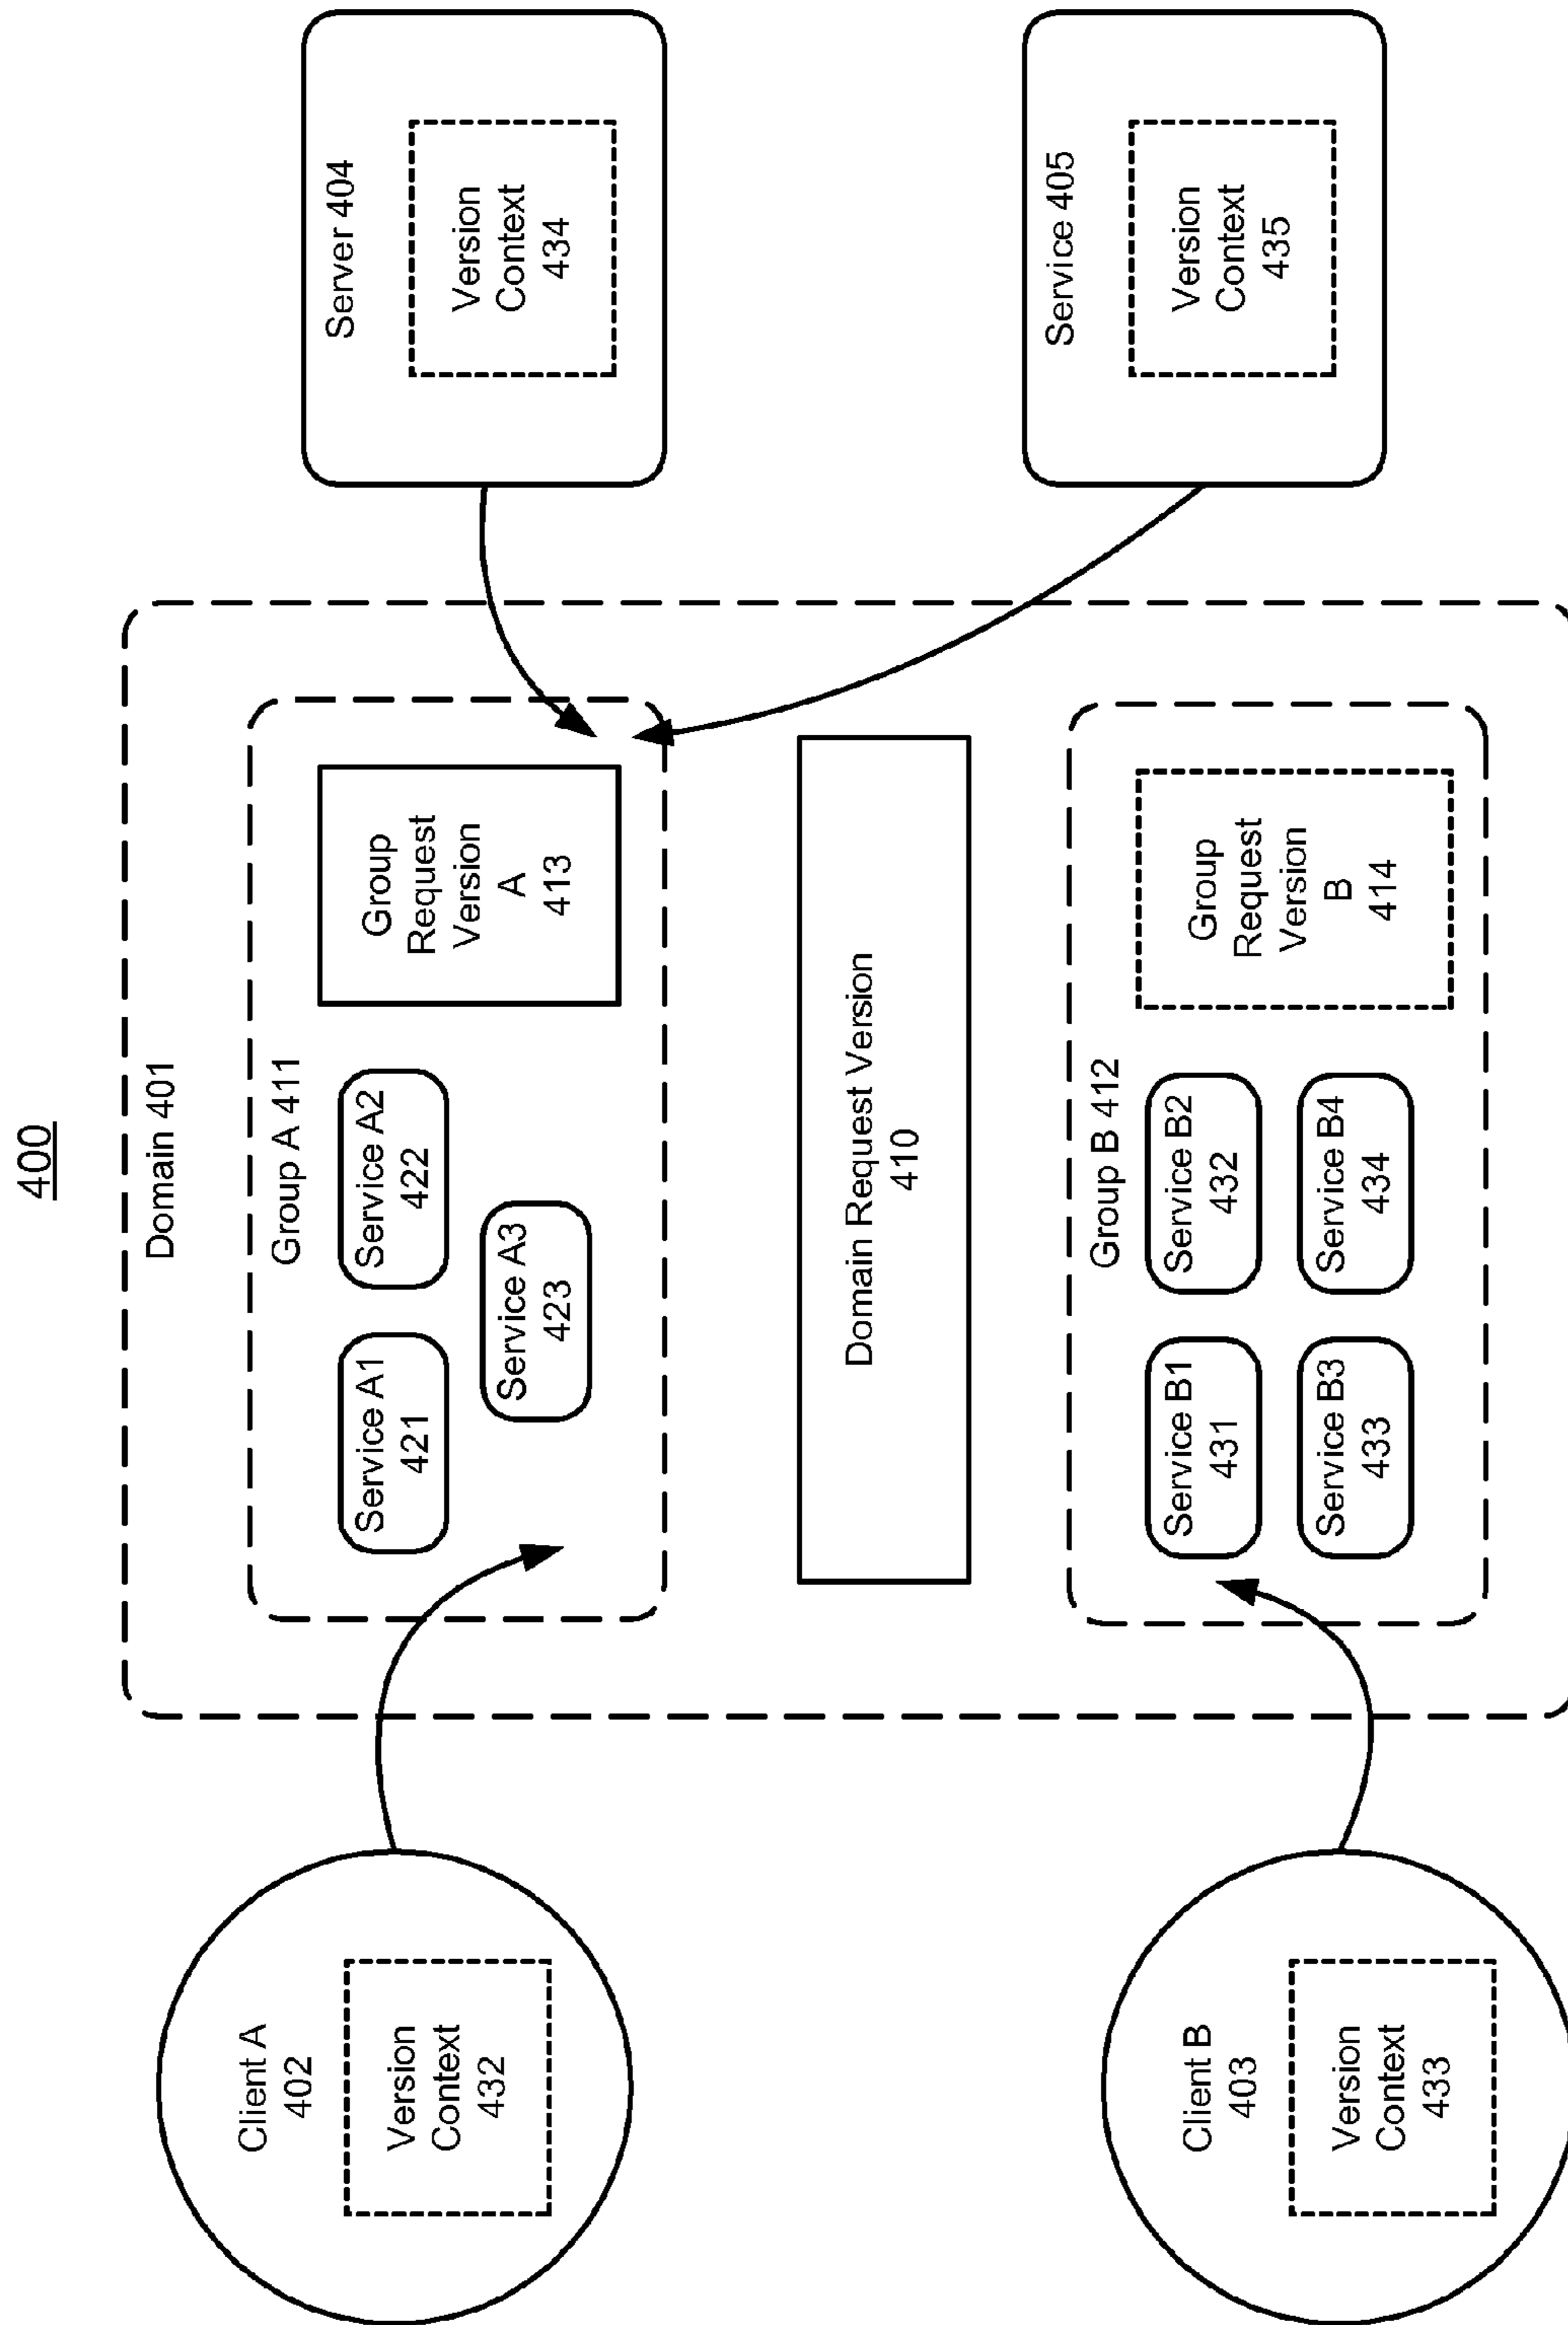 400
Domain 401
Client A
402
Version
Context
432
Group A 411
Service A1
421
Service A2
422
Service A3
423
Group
Request
Version
A
413
Server 404
Version
Context
434
Domain Request Version
410
Client B
403
Version
Context
433
Group B 412
Service B1
431
Service B2
432
Service B3
433
Service B4
434
Group
Request
Version
B
414
Service 405
Version
Context
435